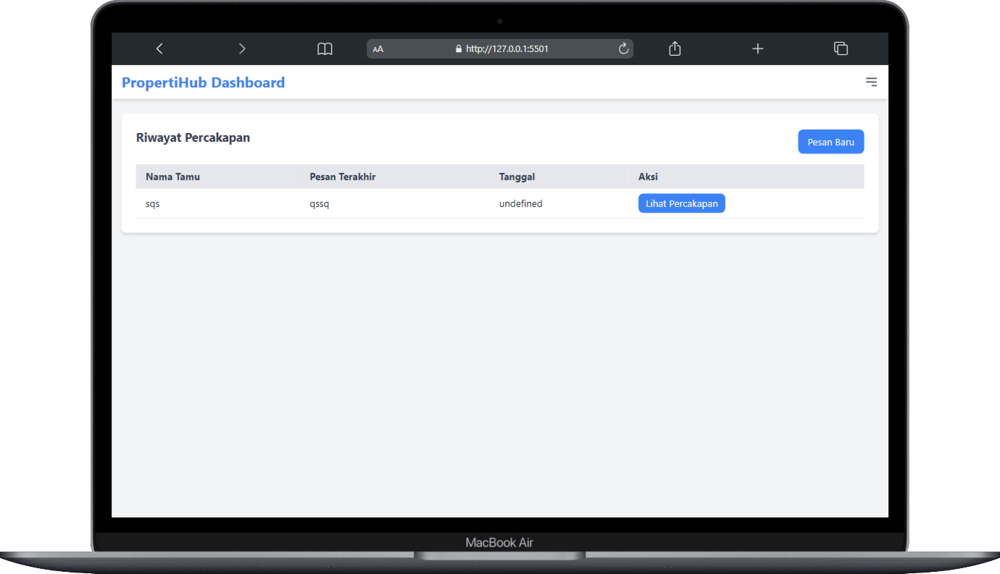 AA http://127.0.0.1:5501
PropertiHub Dashboard
Riwayat Percakapan
Pesan Baru
Nama Tamu Pesan Terakhir Tanggal Aksi
sqs qssq undefined Lihat Percakapan
MacBook Air